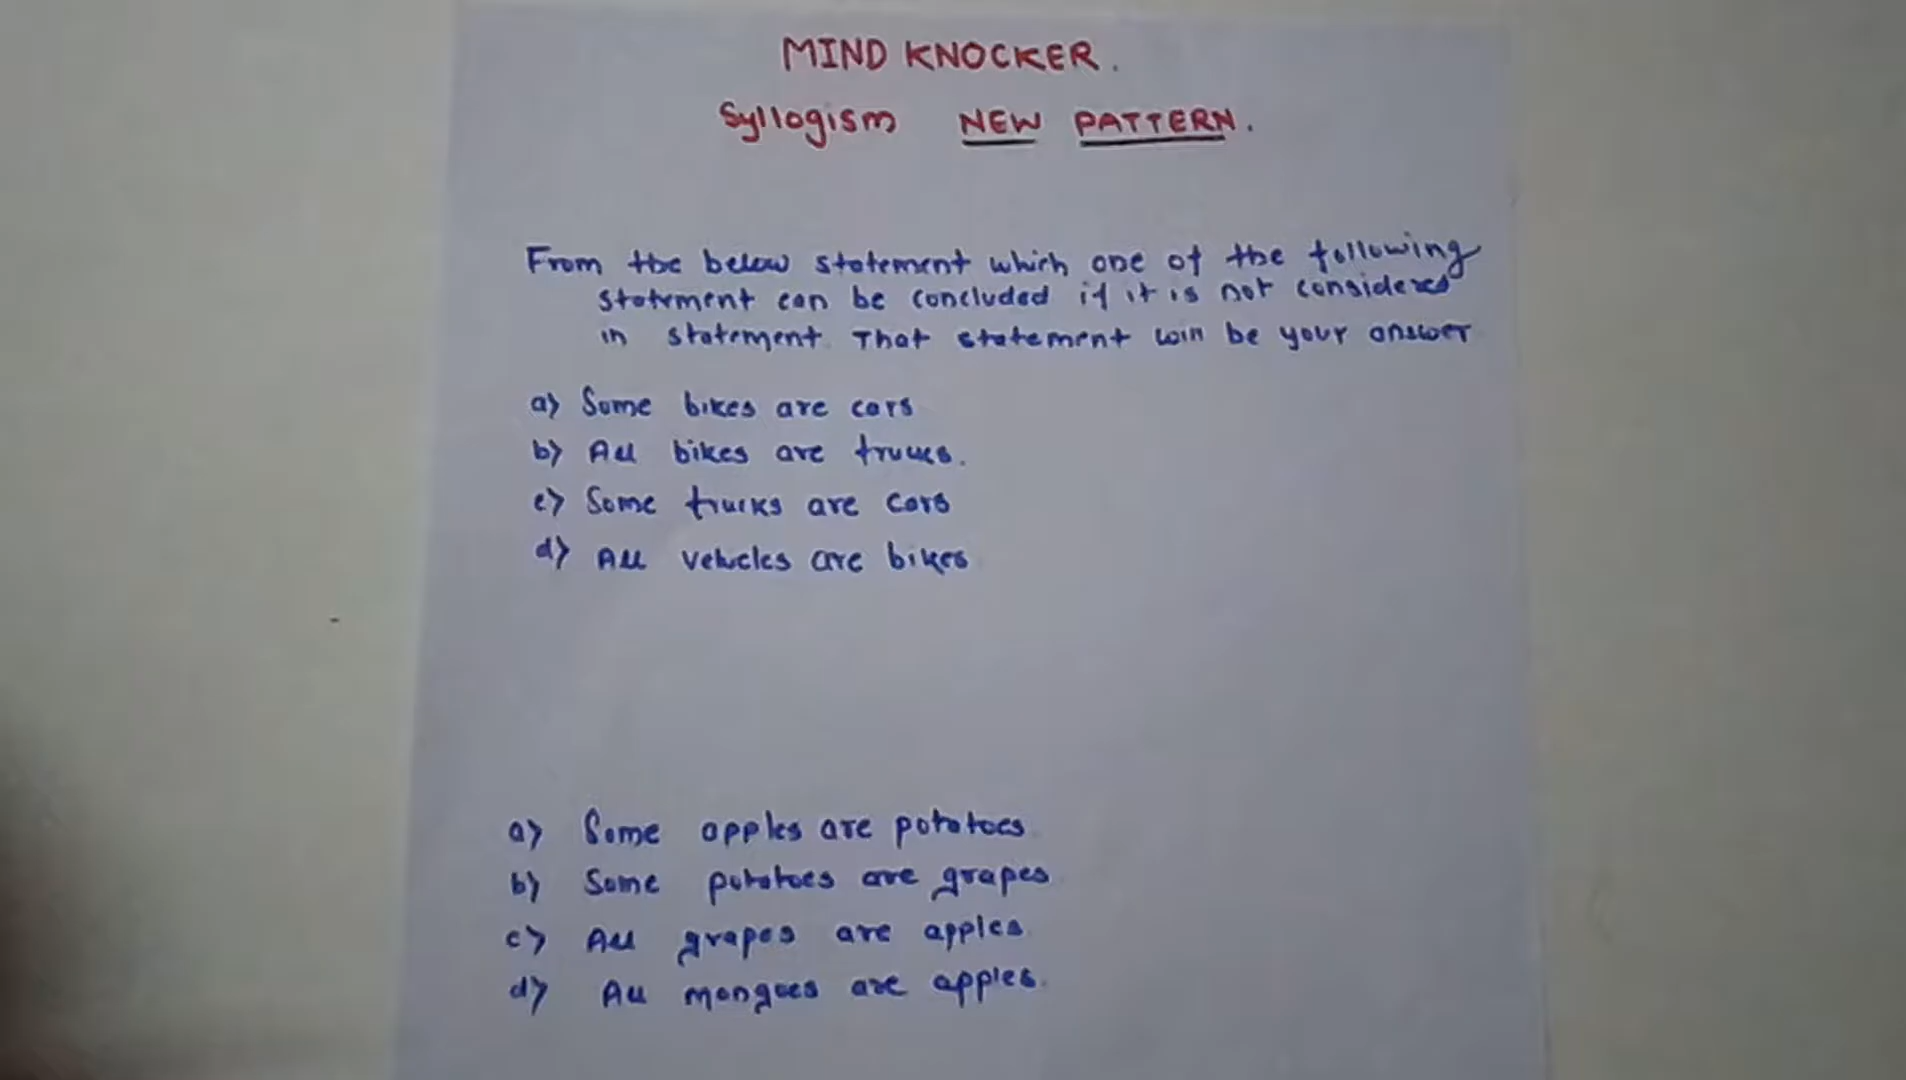 MIND KNOCKER.
Syllogism NEW PATTERN.
From the below statement which one of the following
statement can be concluded if it is not considered
in statement. That statement will be your answer
a) Some bikes are cars
b) All bikes are trucks.
c) Some trucks are cars
d) All vehicles are bikes
a) Some apples are potatoes.
b) Some potatoes are grapes
c) All grapes are apples.
d) All mangoes are apples.